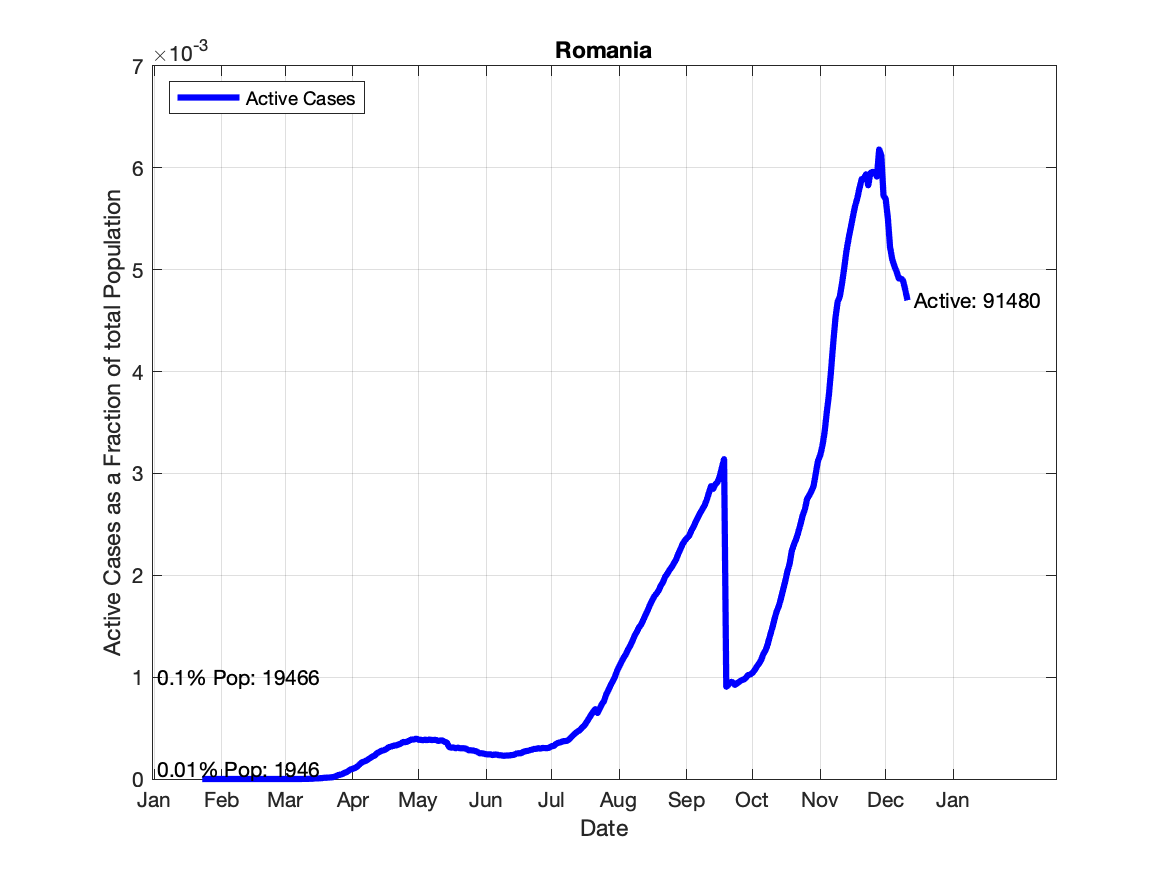 Romania
×10-3
7
6
5
4
3
2
1
0
Active Cases as a Fraction of total Population
Active Cases
Active: 91480
0.1% Pop: 19466
0.01% Pop: 1946
Jan Feb Mar Apr May Jun Jul Aug Sep Oct Nov Dec Jan
Date